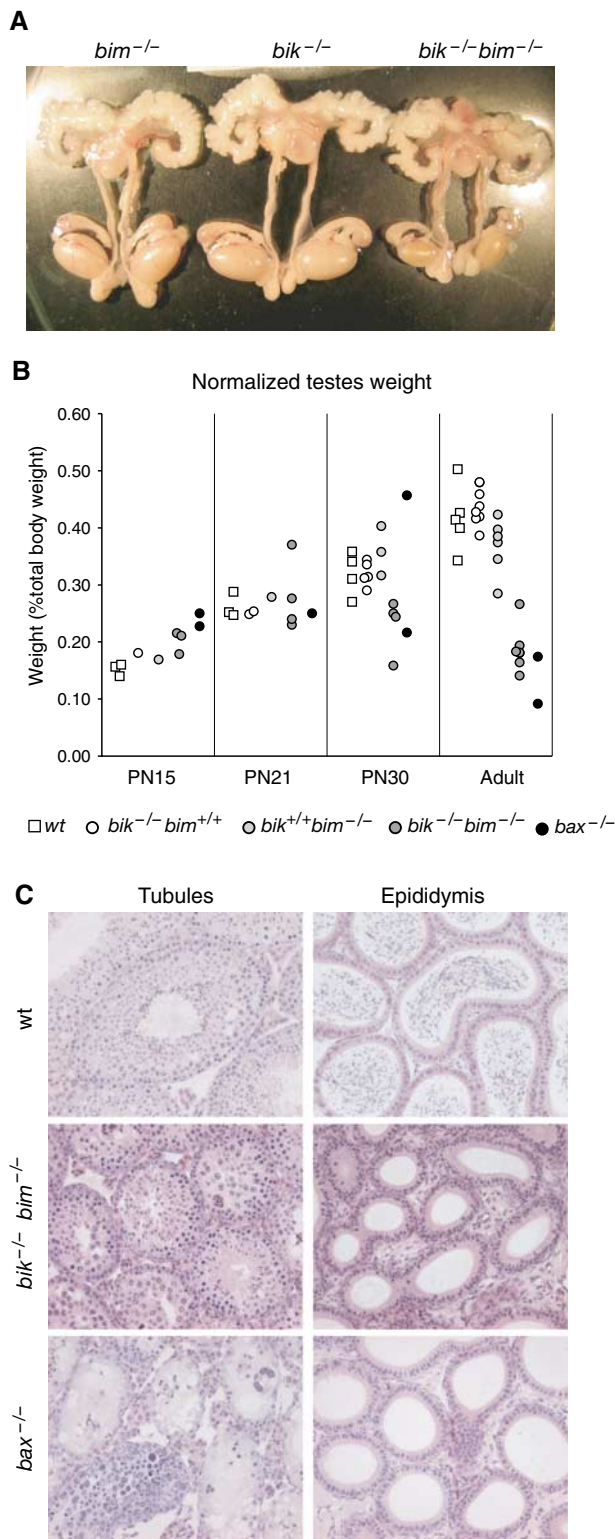 A
bim−/− bik−/− bik−/−bim−/−
B
Normalized testes weight
Weight (%total body weight)
0.60
0.50
0.40
0.30
0.20
0.10
0.00
PN15 PN21 PN30 Adult
wt bik−/−bim+/+ bik+/+bim−/− bik−/−bim−/− bax−/−
C
Tubules Epididymis
wt
bik−/− bim−/−
bax−/−